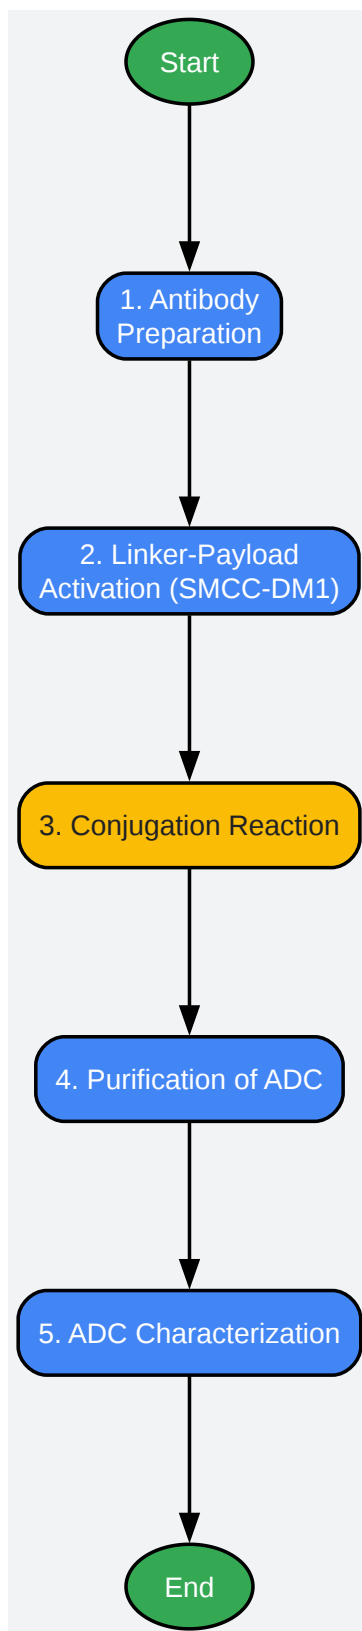 Start
1. Antibody
Preparation
2. Linker-Payload
Activation (SMCC-DM1)
3. Conjugation Reaction
4. Purification of ADC
5. ADC Characterization
End